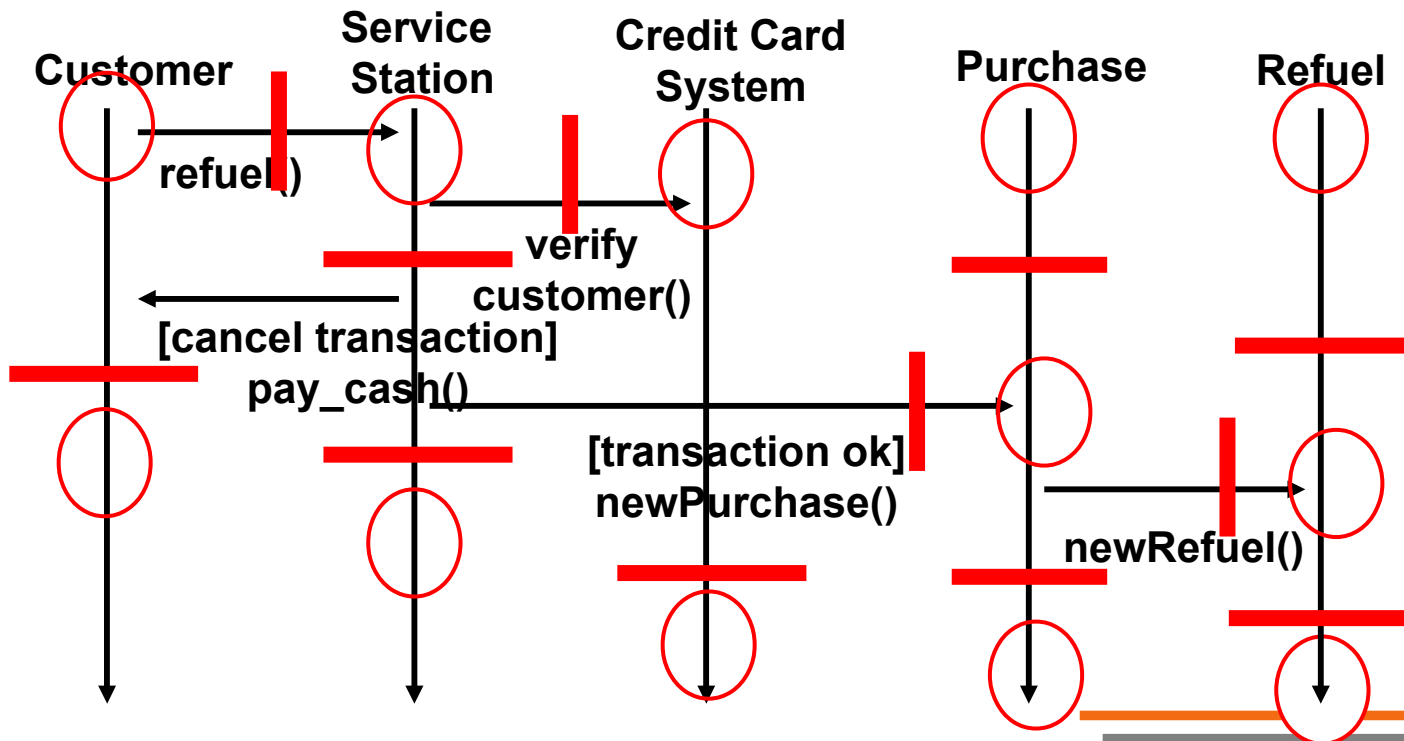 Customer
Service
Station
Credit Card
System
Purchase
Refuel
refuel()
verify
customer()
[cancel transaction]
pay_cash()
[transaction ok]
newPurchase()
newRefuel()